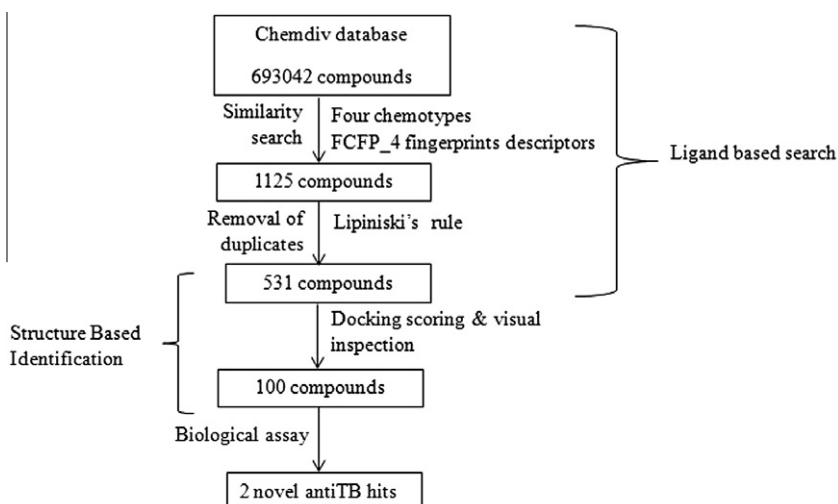 Chemdiv database
693042 compounds
Similarity search
Four chemotypes
FCFP_4 fingerprints descriptors
Ligand based search
1125 compounds
Removal of duplicates
Lipiniski's rule
531 compounds
Structure Based
Identification
Docking scoring & visual
inspection
100 compounds
Biological assay
2 novel antiTB hits